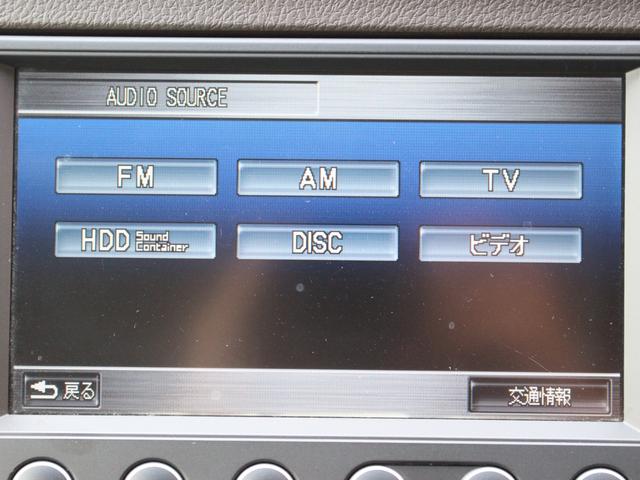 AUDIO SOURCE
FM AM TV
HDD Sound Container DISC ビデオ
戻る 交通情報